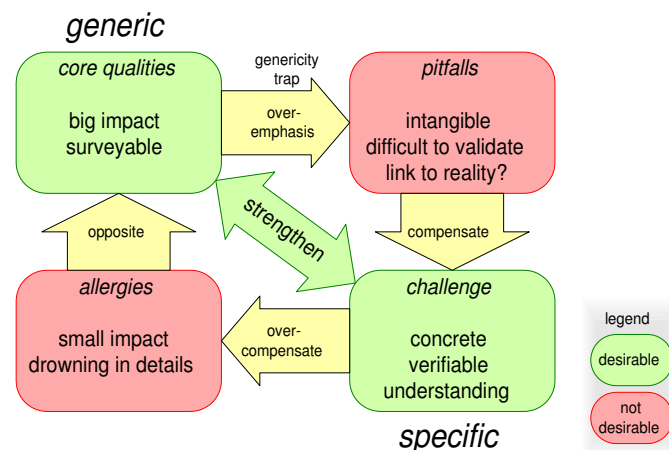 generic
core qualities
big impact
surveyable
genericity
trap
over-
emphasis
pitfalls
intangible
difficult to validate
link to reality?
strengthen
opposite
compensate
allergies
small impact
drowning in details
over-
compensate
challenge
concrete
verifiable
understanding
specific
legend
desirable
not
desirable